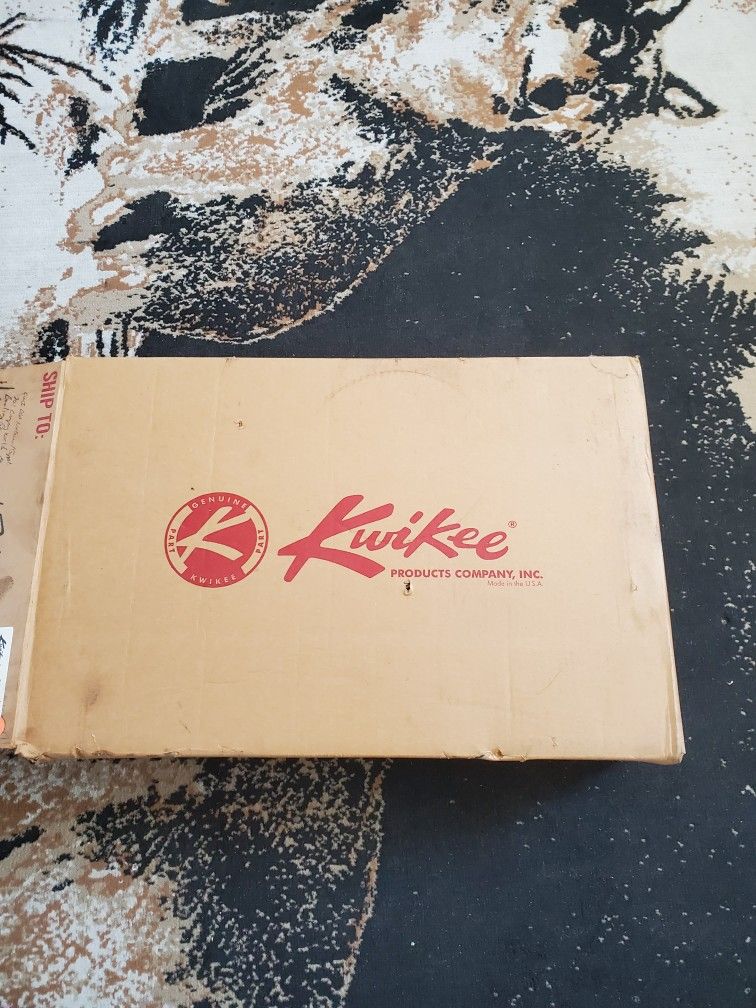 SHIP TO:
GENUINE
PART
PART
KWIKEE
Kwikee®
PRODUCTS COMPANY, INC.
Made in the U.S.A.